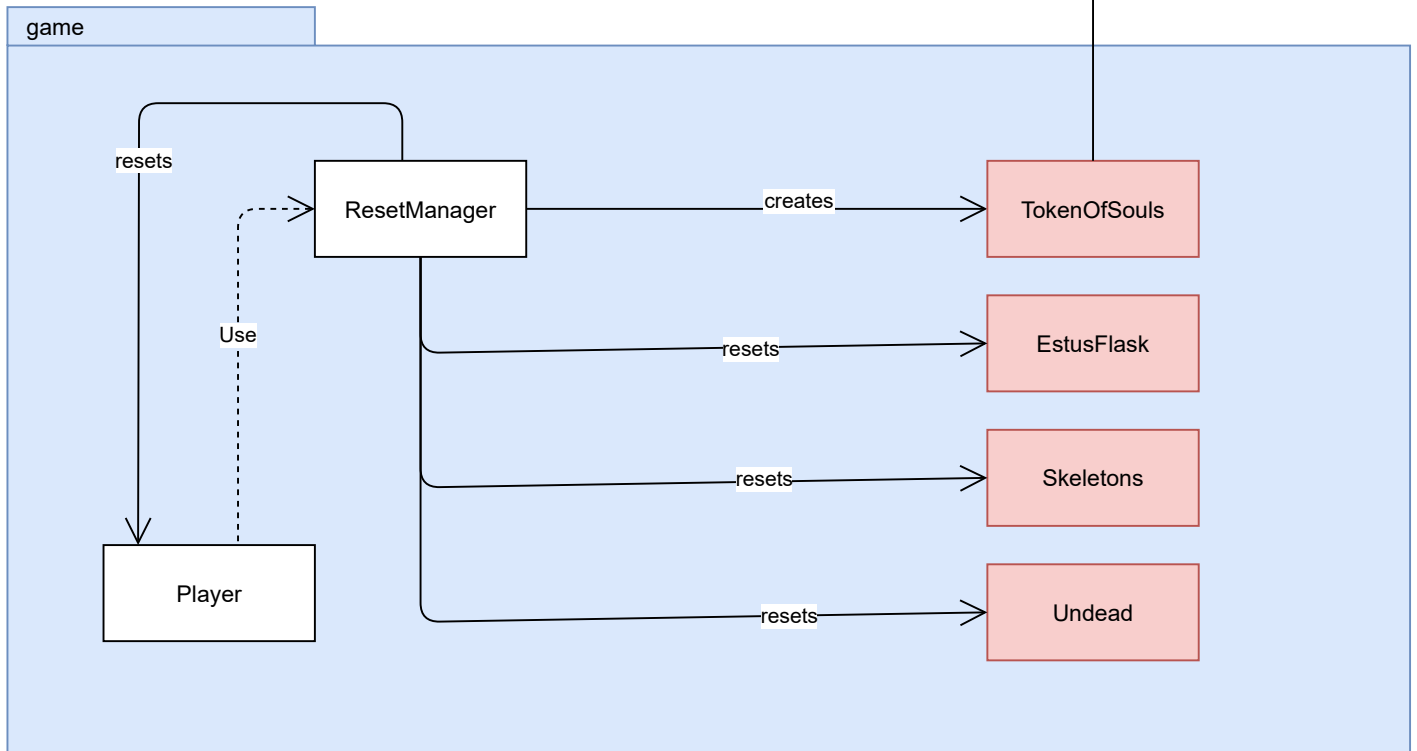 game
resets
ResetManager
creates
TokenOfSouls
Use
resets
EstusFlask
resets
Skeletons
Player
resets
Undead